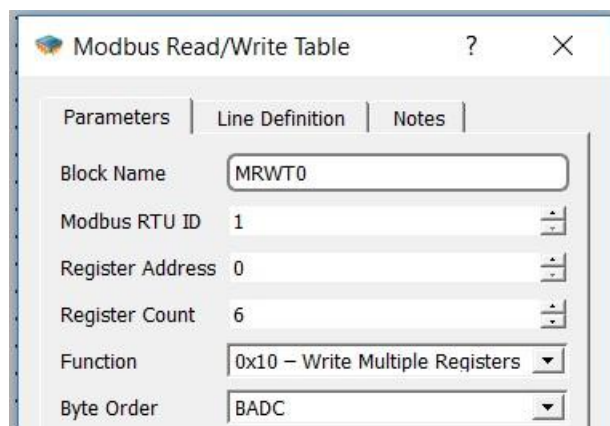 Modbus Read/Write Table ?
Parameters Line Definition Notes
Block Name MRWT0
Modbus RTU ID 1
Register Address 0
Register Count 6
Function 0x10 – Write Multiple Registers
Byte Order BADC